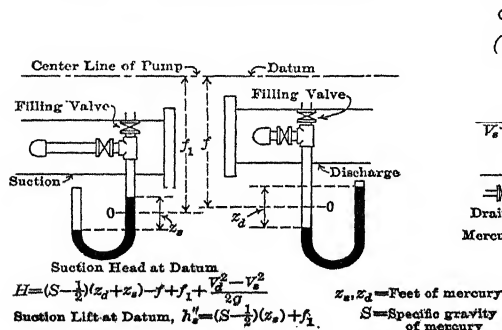 Center Line of Pump
Datum
Filling Valve
Filling Valve
f₁
f
Suction
Discharge
0
0
z_s
z_d
V_s
Drai
Mercu
Suction Head at Datum
H=(S-½)(z_d+z_s)-f+f₁+(V_d²-V_s²)/2g
Suction Lift at Datum, h_s''=(S-½)(z_s)+f₁
z_s, z_d=Feet of mercury
S=Specific gravity
of mercury